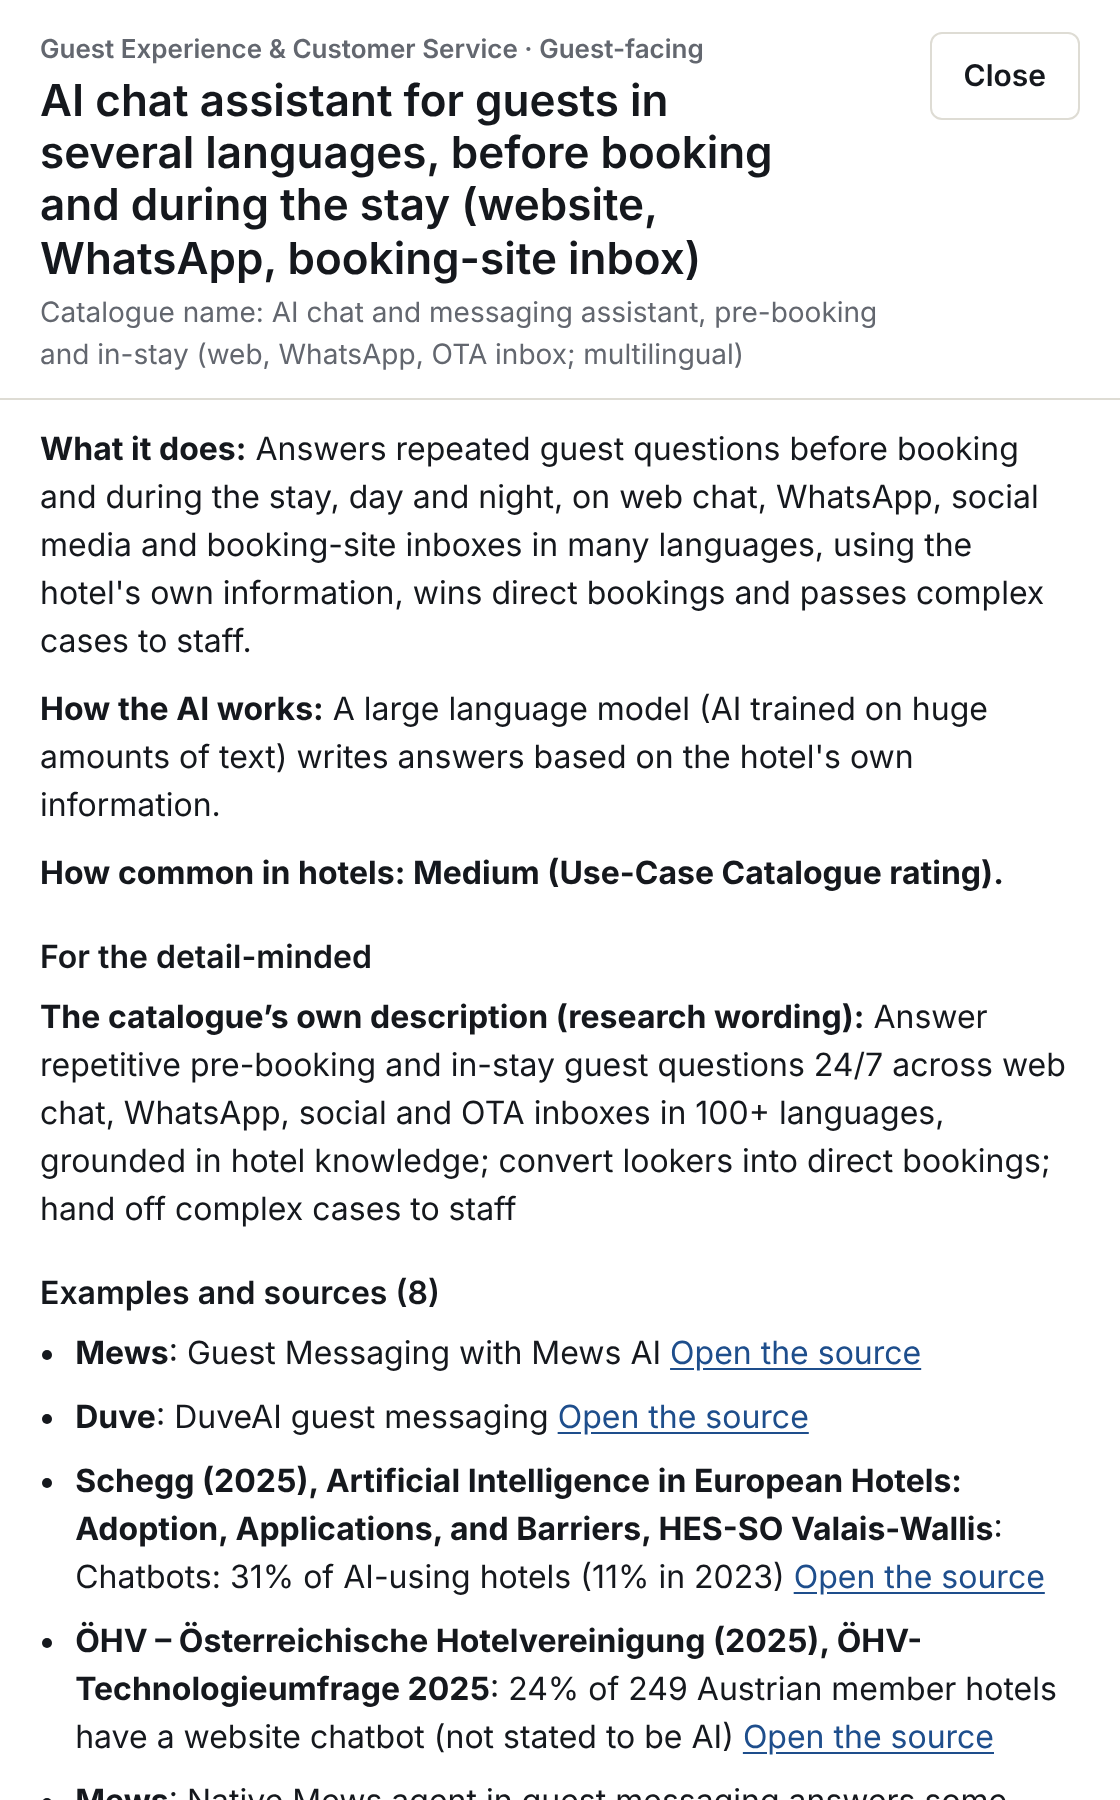 Guest Experience & Customer Service · Guest-facing
Close
AI chat assistant for guests in
several languages, before booking
and during the stay (website,
WhatsApp, booking-site inbox)
Catalogue name: AI chat and messaging assistant, pre-booking
and in-stay (web, WhatsApp, OTA inbox; multilingual)
What it does: Answers repeated guest questions before booking
and during the stay, day and night, on web chat, WhatsApp, social
media and booking-site inboxes in many languages, using the
hotel's own information, wins direct bookings and passes complex
cases to staff.
How the AI works: A large language model (AI trained on huge
amounts of text) writes answers based on the hotel's own
information.
How common in hotels: Medium (Use-Case Catalogue rating).
For the detail-minded
The catalogue’s own description (research wording): Answer
repetitive pre-booking and in-stay guest questions 24/7 across web
chat, WhatsApp, social and OTA inboxes in 100+ languages,
grounded in hotel knowledge; convert lookers into direct bookings;
hand off complex cases to staff
Examples and sources (8)
• Mews: Guest Messaging with Mews AI Open the source
• Duve: DuveAI guest messaging Open the source
• Schegg (2025), Artificial Intelligence in European Hotels:
Adoption, Applications, and Barriers, HES-SO Valais-Wallis:
Chatbots: 31% of AI-using hotels (11% in 2023) Open the source
• ÖHV – Österreichische Hotelvereinigung (2025), ÖHV-
Technologieumfrage 2025: 24% of 249 Austrian member hotels
have a website chatbot (not stated to be AI) Open the source
• Mews: Native Mews agent in guest messaging answers some